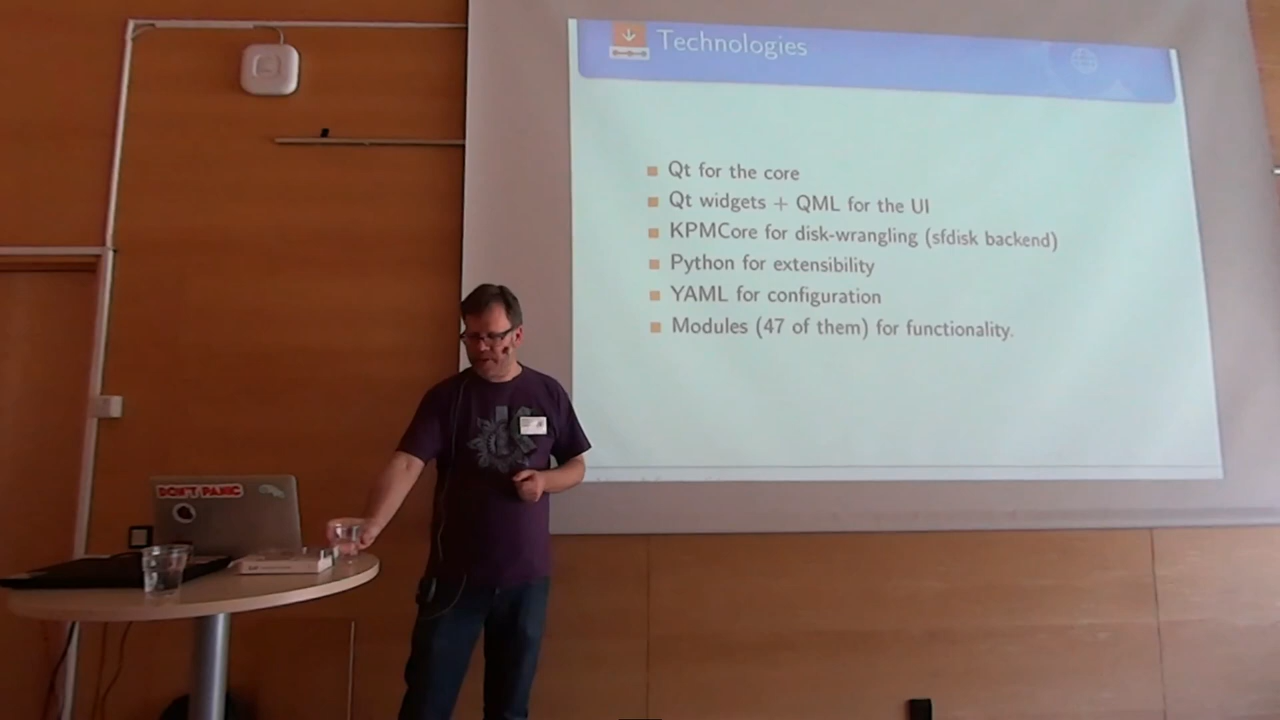 Technologies
Qt for the core
Qt widgets + QML for the UI
KPMCore for disk-wrangling (sfdisk backend)
Python for extensibility
YAML for configuration
Modules (47 of them) for functionality.
DON'T PANIC